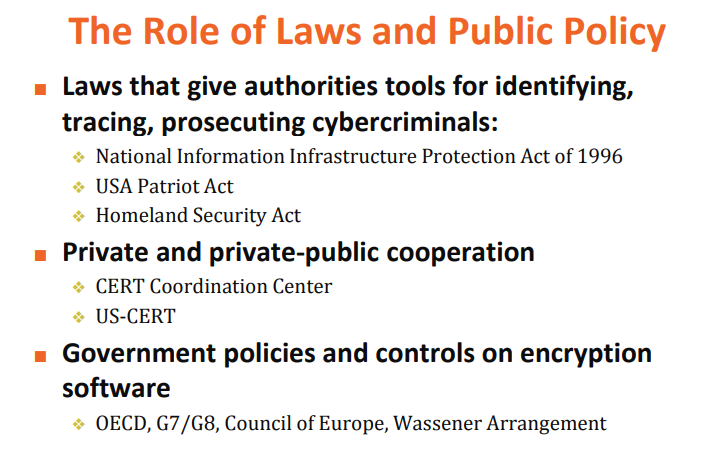 The Role of Laws and Public Policy
Laws that give authorities tools for identifying,
tracing, prosecuting cybercriminals:
National Information Infrastructure Protection Act of 1996
USA Patriot Act
Homeland Security Act
Private and private-public cooperation
CERT Coordination Center
US-CERT
Government policies and controls on encryption
software
OECD, G7/G8, Council of Europe, Wassener Arrangement